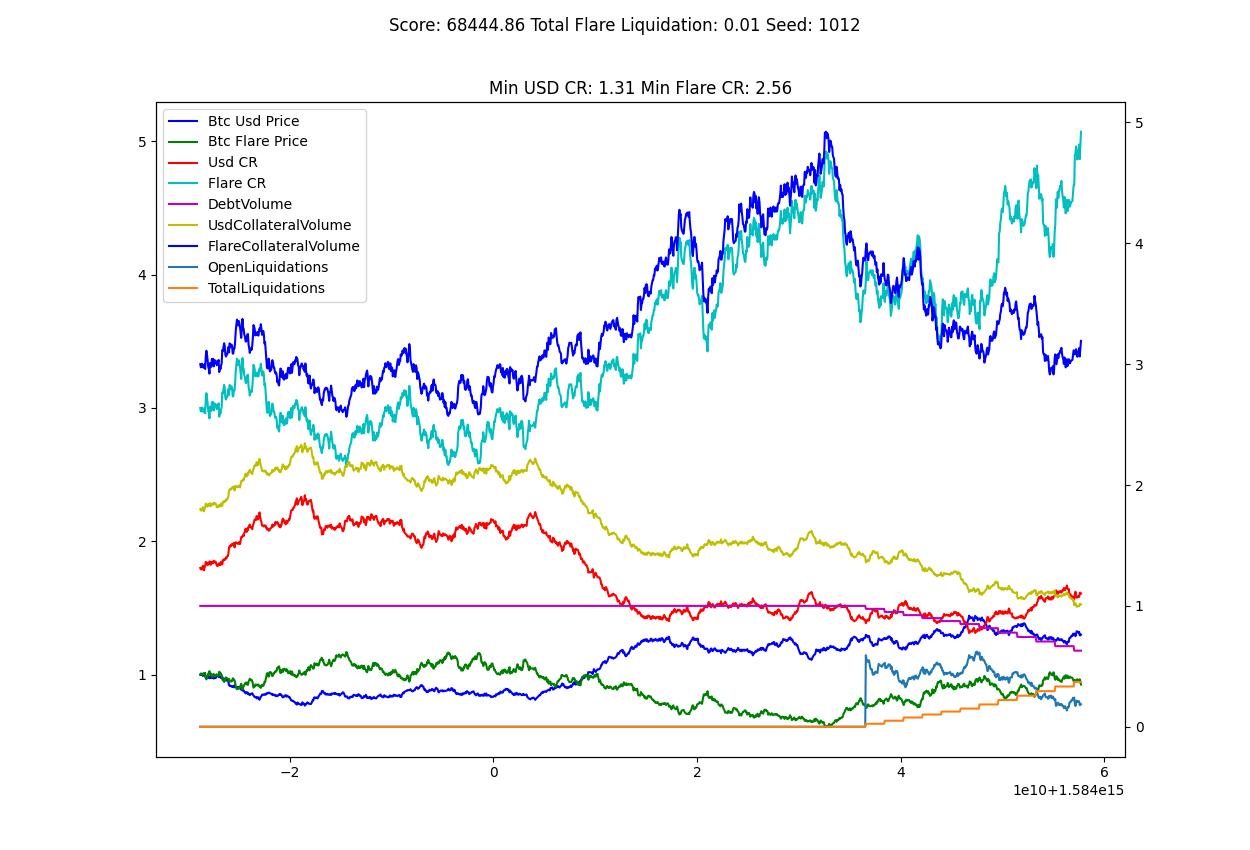 Score: 68444.86 Total Flare Liquidation: 0.01 Seed: 1012
Min USD CR: 1.31 Min Flare CR: 2.56
Btc Usd Price
Btc Flare Price
Usd CR
Flare CR
DebtVolume
UsdCollateralVolume
FlareCollateralVolume
OpenLiquidations
TotalLiquidations
5
4
3
2
1
5
4
3
2
1
0
−2
0
2
4
6
1e10+1.584e15